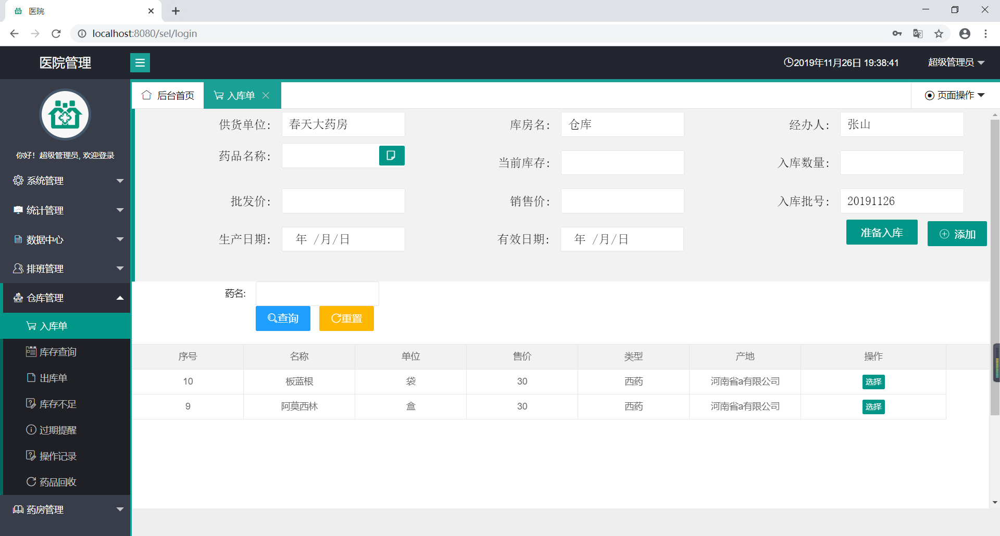 医院
localhost:8080/sel/login
医院管理
2019年11月26日 19:38:41
超级管理员
你好！超级管理员, 欢迎登录
系统管理
统计管理
数据中心
排班管理
仓库管理
入库单
库存查询
出库单
库存不足
过期提醒
操作记录
药品回收
药房管理
后台首页
入库单
页面操作
供货单位： 春天大药房 库房名： 仓库 经办人： 张山
药品名称： 当前库存： 入库数量：
批发价： 销售价： 入库批号： 20191126
生产日期： 年 /月/日 有效日期： 年 /月/日 准备入库 添加
药名:
查询 重置
序号 名称 单位 售价 类型 产地 操作
10 板蓝根 袋 30 西药 河南省a有限公司 选择
9 阿莫西林 盒 30 西药 河南省a有限公司 选择